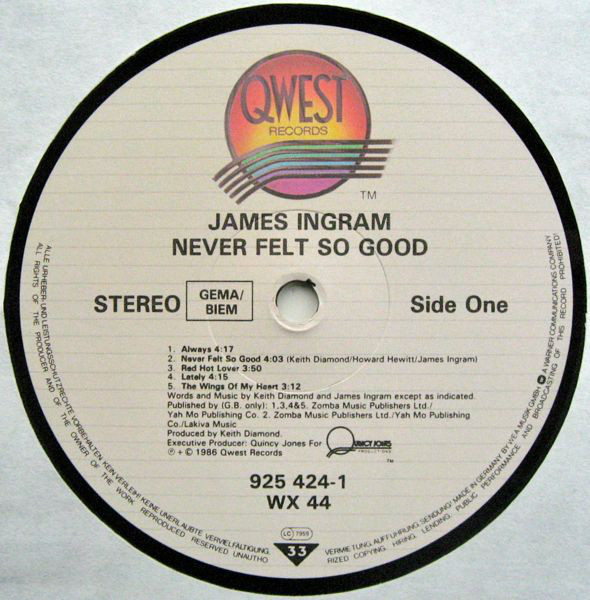 QWEST
RECORDS
TM
JAMES INGRAM
NEVER FELT SO GOOD
STEREO
GEMA/
BIEM
Side One
1. Always 4:17
2. Never Felt So Good 4:03 (Keith Diamond/Howard Hewitt/James Ingram)
3. Red Hot Lover 3:50
4. Lately 4:15
5. The Wings Of My Heart 3:12
Words and Music by Keith Diamond and James Ingram except as indicated.
Published by (G.B. only): 1,3,4&5. Zomba Music Publishers Ltd./
Yah Mo Publishing Co. 2. Zomba Music Publishers Ltd./Yah Mo Publishing
Co./Lakiva Music
Produced by Keith Diamond.
Executive Producer: Quincy Jones For
QUINCY JONES
PRODUCTIONS
TM
℗ + © 1986 Qwest Records
925 424-1
WX 44
LC 7959
33
ALLE URHEBER- UND LEISTUNGSSCHUTZRECHTE VORBEHALTEN. KEIN VERLEIH! KEINE UNERLAUBTE VERVIELFÄLTIGUNG,
VERMIETUNG, AUFFÜHRUNG, SENDUNG! MADE IN GERMANY BY WEA MUSIK GMBH. A WARNER COMMUNICATIONS COMPANY
ALL RIGHTS OF THE PRODUCER AND OF THE OWNER OF THE WORK REPRODUCED RESERVED UNAUTHO
RIZED COPYING, HIRING, LENDING, PUBLIC PERFORMANCE AND BROADCASTING OF THIS RECORD PROHIBITED!